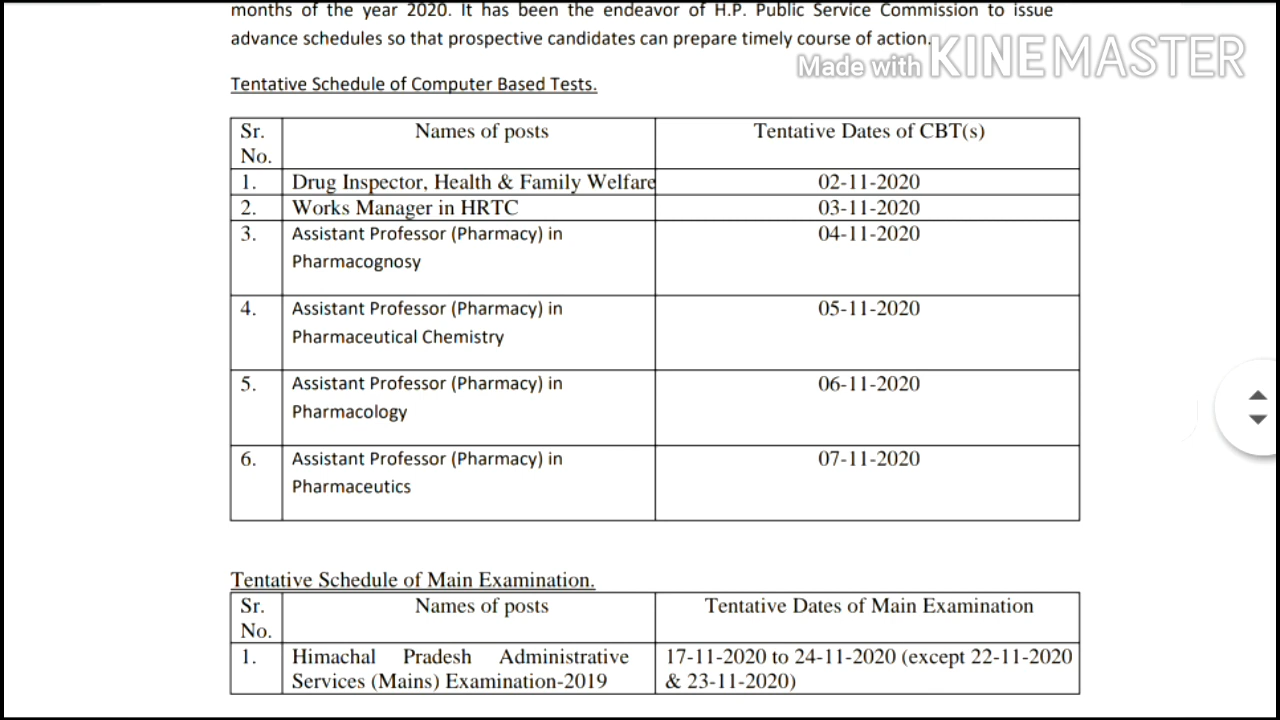 months of the year 2020. It has been the endeavor of H.P. Public Service Commission to issue
advance schedules so that prospective candidates can prepare timely course of action.
Made with KINEMASTER
Tentative Schedule of Computer Based Tests.
Sr. No. Names of posts Tentative Dates of CBT(s)
1. Drug Inspector, Health & Family Welfare 02-11-2020
2. Works Manager in HRTC 03-11-2020
3. Assistant Professor (Pharmacy) in 04-11-2020
Pharmacognosy
4. Assistant Professor (Pharmacy) in 05-11-2020
Pharmaceutical Chemistry
5. Assistant Professor (Pharmacy) in 06-11-2020
Pharmacology
6. Assistant Professor (Pharmacy) in 07-11-2020
Pharmaceutics
Tentative Schedule of Main Examination.
Sr. No. Names of posts Tentative Dates of Main Examination
1. Himachal Pradesh Administrative 17-11-2020 to 24-11-2020 (except 22-11-2020
Services (Mains) Examination-2019 & 23-11-2020)